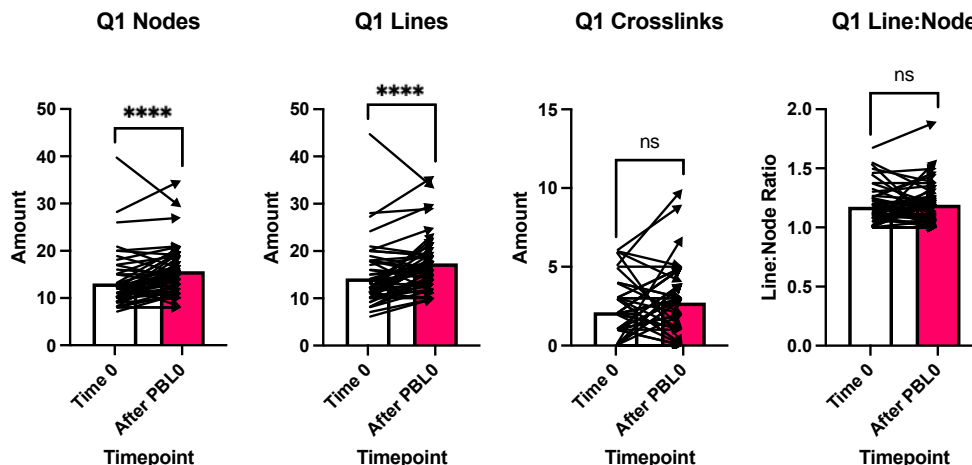 Q1 Nodes
****
50
40
30
20
10
0
Amount
Time 0
After PBL0
Timepoint
Q1 Lines
****
50
40
30
20
10
0
Amount
Time 0
After PBL0
Timepoint
Q1 Crosslinks
ns
15
10
5
0
Amount
Time 0
After PBL0
Timepoint
Q1 Line:Node
ns
2.0
1.5
1.0
0.5
0.0
Line:Node Ratio
Time 0
After PBL0
Timepoint